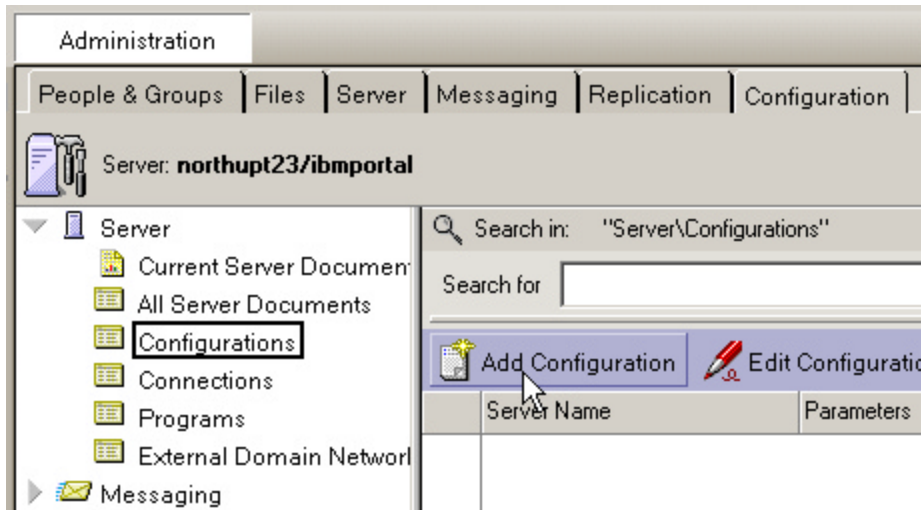 Administration
People & Groups Files Server Messaging Replication Configuration
Server: northupt23/ibmportal
Server
Current Server Documen
All Server Documents
Configurations
Connections
Programs
External Domain Networ
Messaging
Search in: "Server\Configurations"
Search for
Add Configuration Edit Configuratio
Server Name Parameters